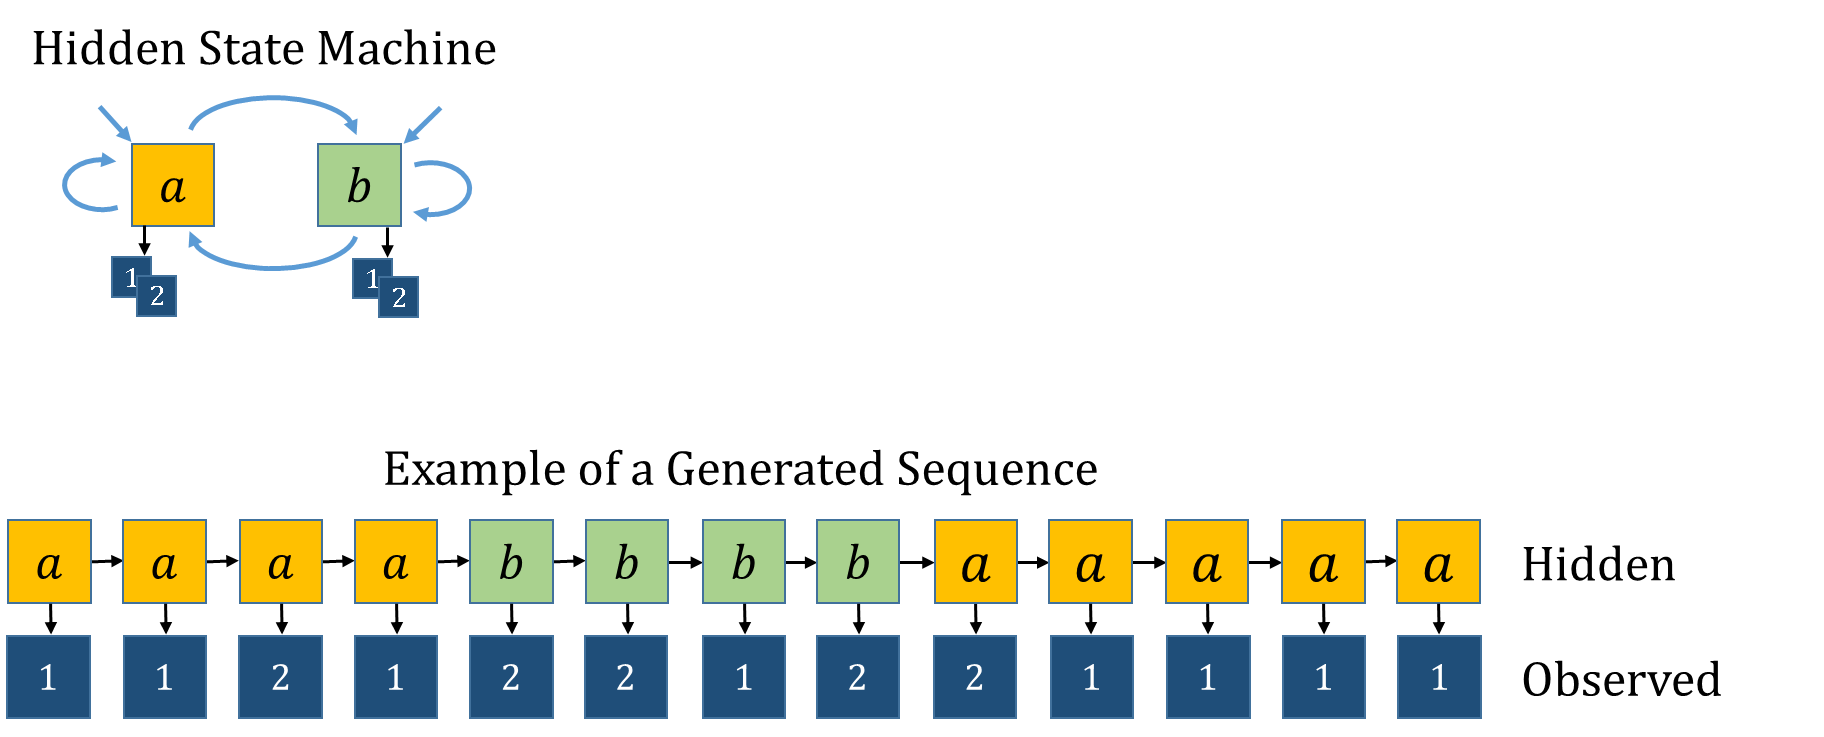 Hidden State Machine
a b
1 2 1 2
Example of a Generated Sequence
a a a a b b b b a a a a a Hidden
1 1 2 1 2 2 1 2 2 1 1 1 1 Observed